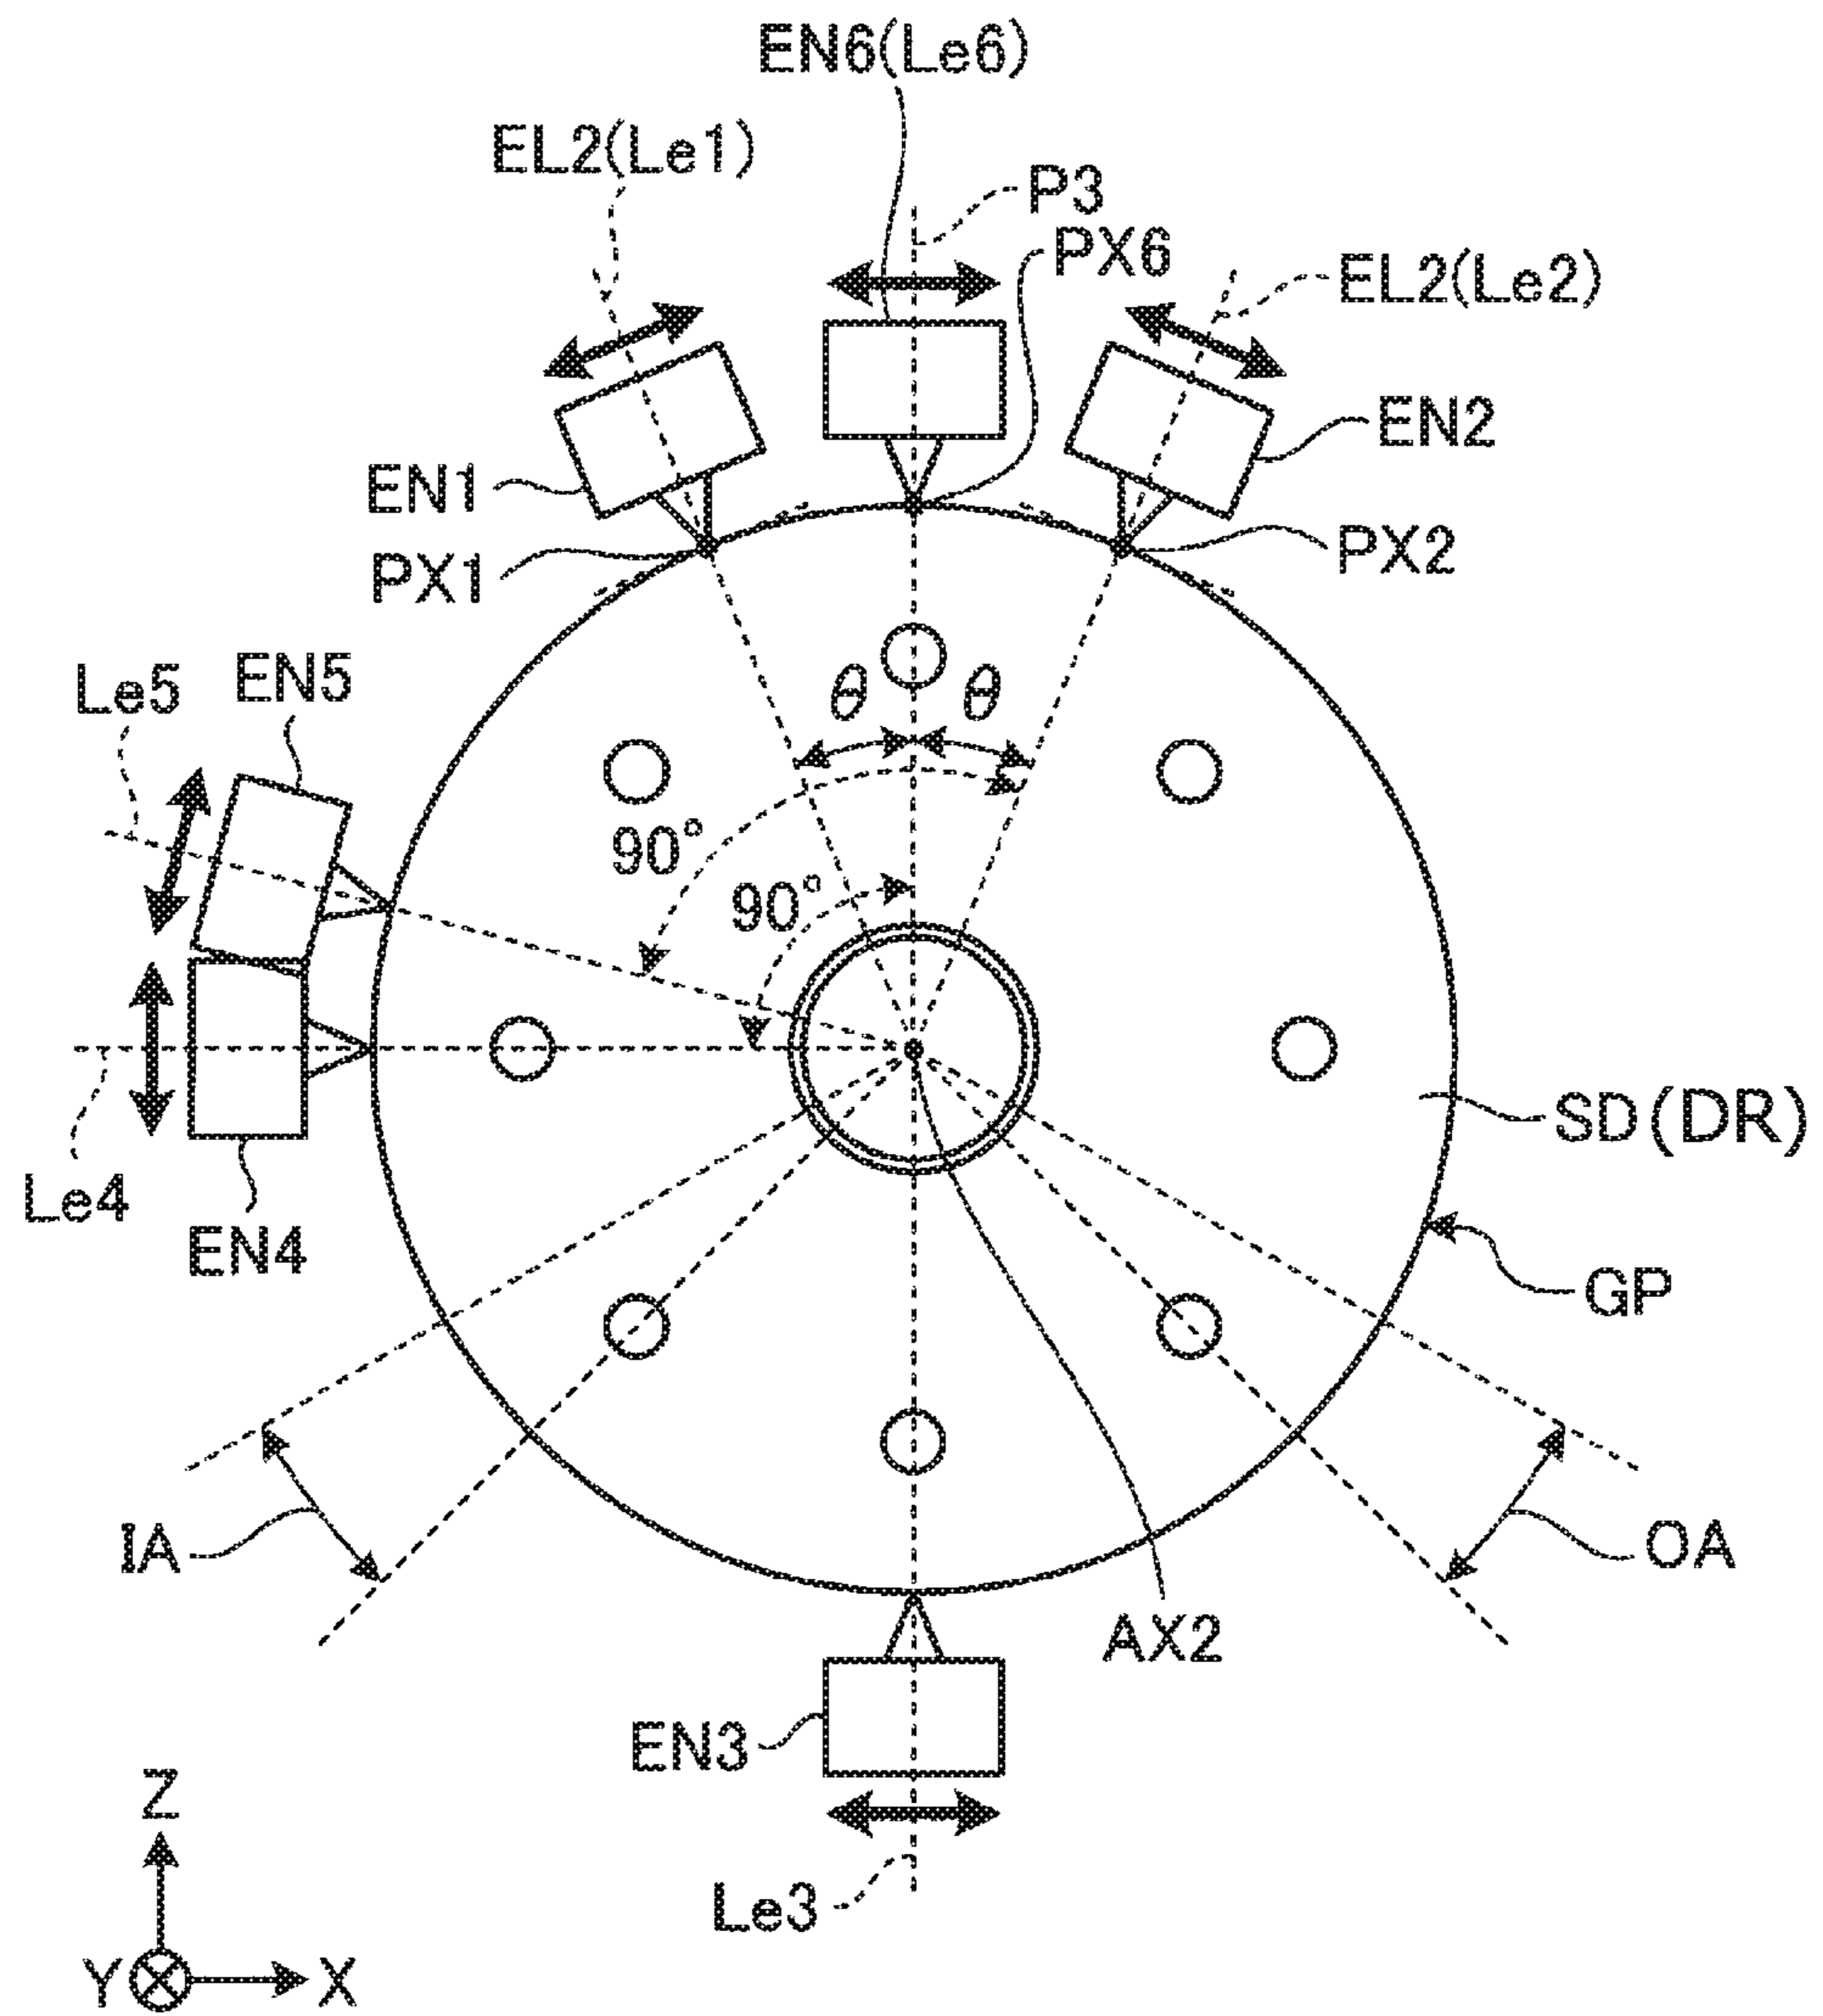 EN6(Le6)
EL2(Le1)
P3
PX6
EL2(Le2)
EN2
EN1
PX1
PX2
Le5
EN5
θ
θ
90°
90°
SD(DR)
Le4
EN4
GP
IA
OA
AX2
EN3
Le3
Z
Y
X